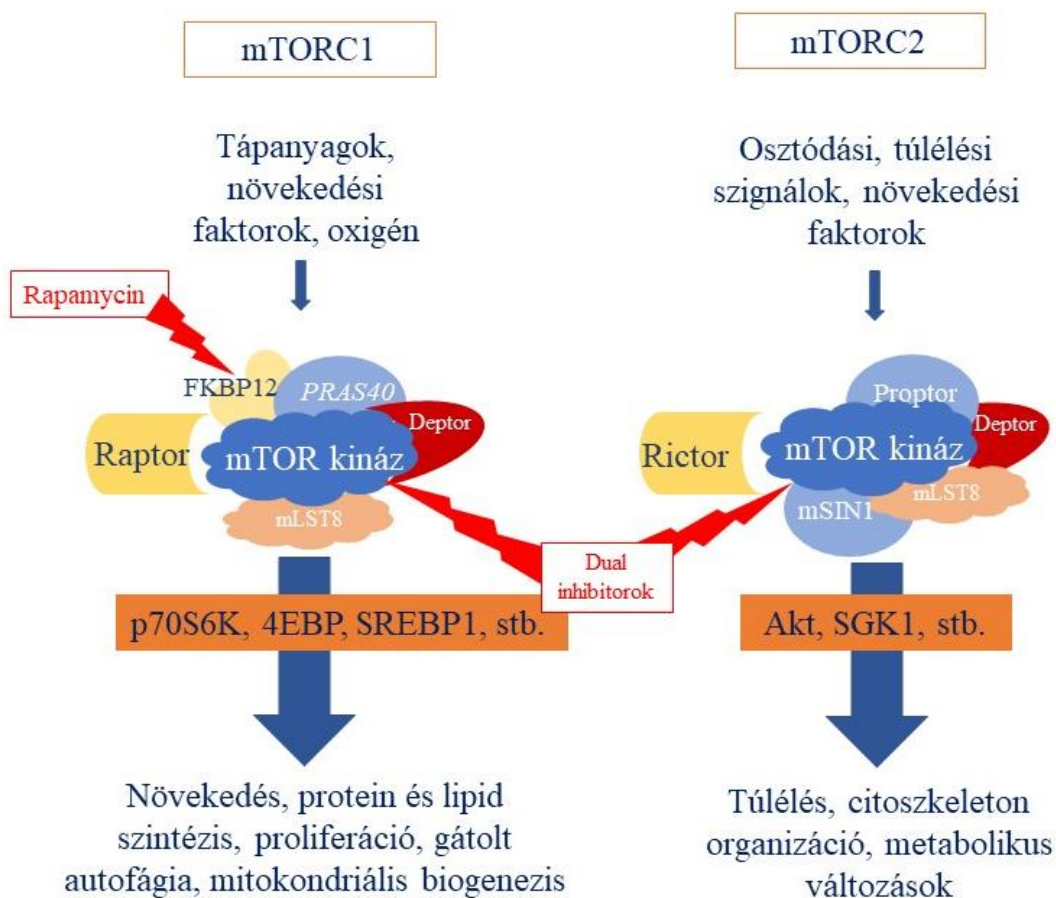 mTORC1
Tápanyagok,
növekedési
faktorok, oxigén
Rapamycin
FKBP12
PRAS40
Deptor
Raptor
mTOR kináz
mLST8
p70S6K, 4EBP, SREBP1, stb.
Növekedés, protein és lipid
szintézis, proliferáció, gátolt
autofágia, mitokondriális biogenezis
Dual
inhibitorok
mTORC2
Osztódási, túlélési
szignálok, növekedési
faktorok
Proptor
Deptor
Rictor
mTOR kináz
mLST8
mSIN1
Akt, SGK1, stb.
Túlélés, citoszkeleton
organizáció, metabolikus
változások